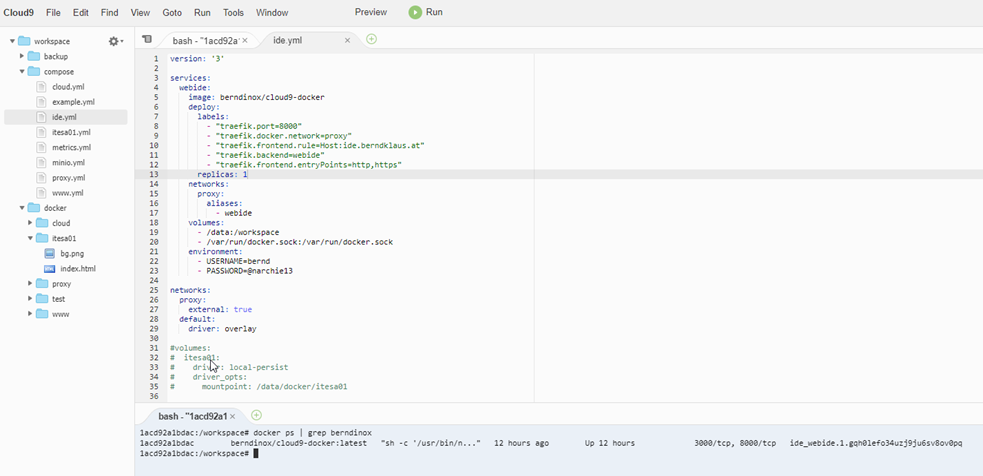 Cloud9 File Edit Find View Goto Run Tools Window Preview Run
workspace
backup
compose
cloud.yml
example.yml
ide.yml
itesa01.yml
metrics.yml
minio.yml
proxy.yml
www.yml
docker
cloud
itesa01
bg.png
index.html
proxy
test
www
bash - "1acd92a" × ide.yml ×
1 version: '3'
2
3 services:
4 webide:
5 image: berndinox/cloud9-docker
6 deploy:
7 labels:
8 - "traefik.port=8000"
9 - "traefik.docker.network=proxy"
10 - "traefik.frontend.rule=Host:ide.berndklaus.at"
11 - "traefik.backend=webide"
12 - "traefik.frontend.entryPoints=http,https"
13 replicas: 1
14 networks:
15 proxy:
16 aliases:
17 - webide
18 volumes:
19 - /data:/workspace
20 - /var/run/docker.sock:/var/run/docker.sock
21 environment:
22 - USERNAME=bernd
23 - PASSWORD=@narchie13
24
25 networks:
26 proxy:
27 external: true
28 default:
29 driver: overlay
30
31 #volumes:
32 # itesa01:
33 # driver: local-persist
34 # driver_opts:
35 # mountpoint: /data/docker/itesa01
36
bash - "1acd92a1 ×
1acd92a1bdac:/workspace# docker ps | grep berndinox
1acd92a1bdac berndinox/cloud9-docker:latest "sh -c '/usr/bin/n..." 12 hours ago Up 12 hours 3000/tcp, 8000/tcp ide_webide.1.gqh0lefo34uzj9ju6sv8ov0pq
1acd92a1bdac:/workspace#